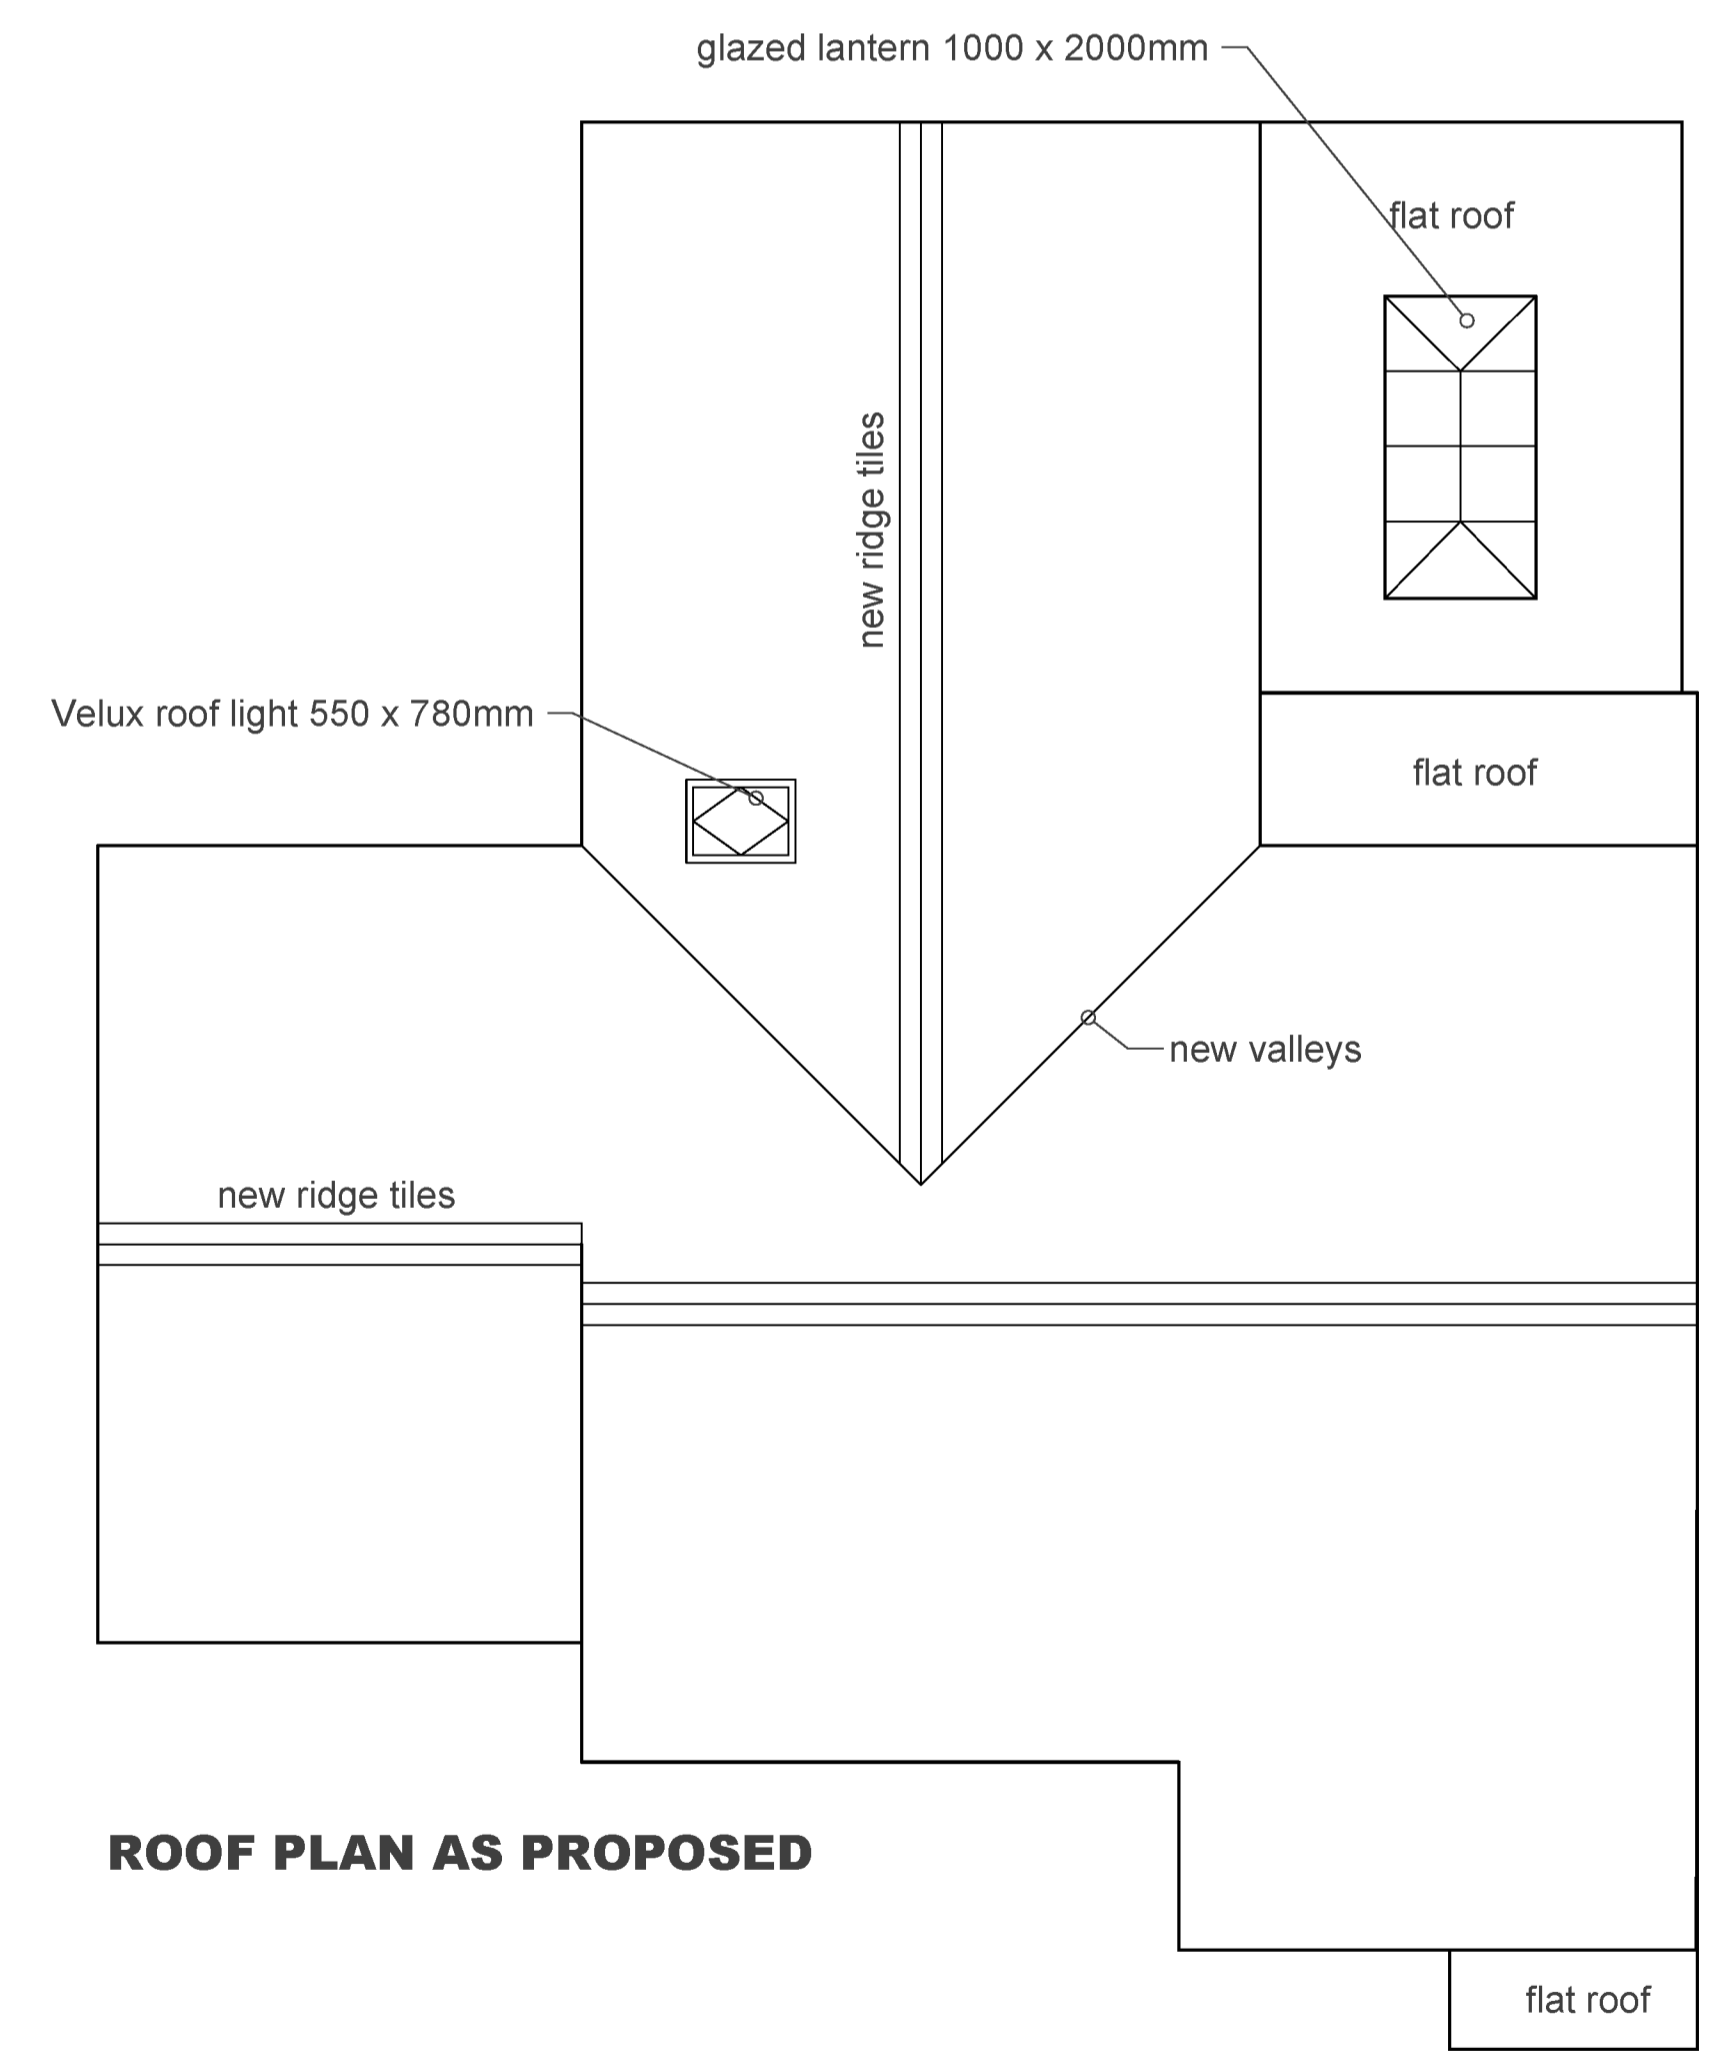 glazed lantern 1000 x 2000mm
flat roof
new ridge tiles
Velux roof light 550 x 780mm
flat roof
new valleys
new ridge tiles
ROOF PLAN AS PROPOSED
flat roof